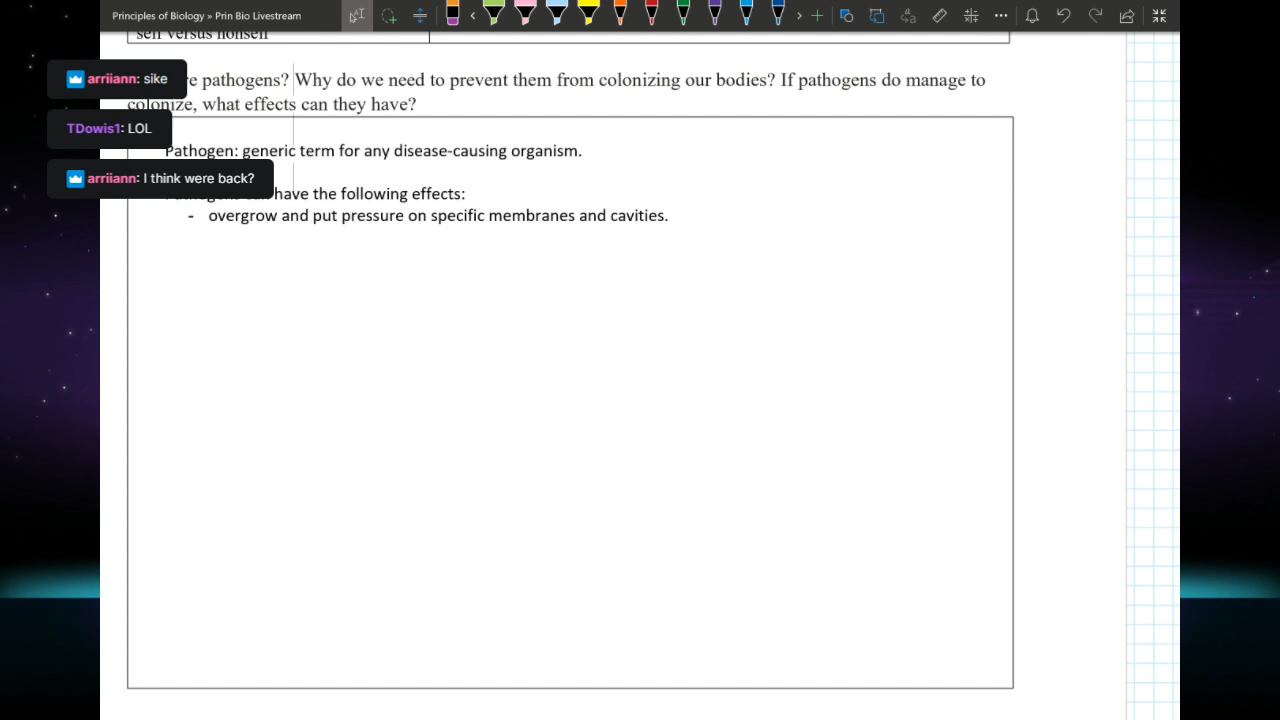 Principles of Biology » Prin Bio Livestream
self versus nonself
arriiann: sike
re pathogens? Why do we need to prevent them from colonizing our bodies? If pathogens do manage to
colonize, what effects can they have?
TDowis1: LOL
Pathogen: generic term for any disease-causing organism.
arriiann: I think were back?
have the following effects:
- overgrow and put pressure on specific membranes and cavities.